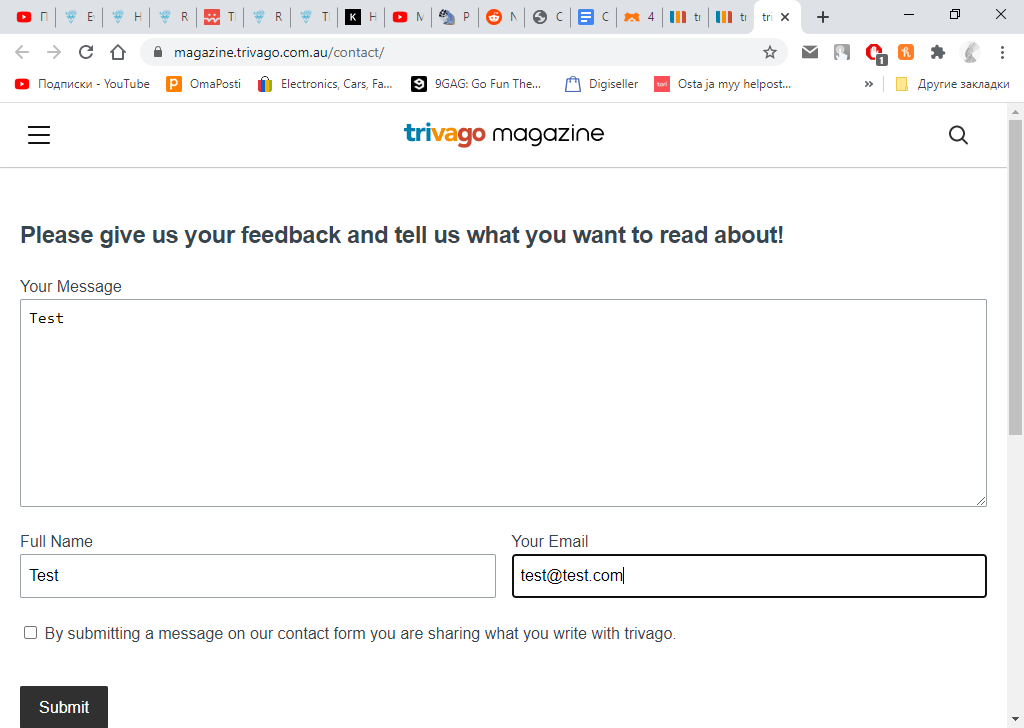 П E H R T R T K H M P N C C 4 tr tr tri
magazine.trivago.com.au/contact/
1
Подписки - YouTube OmaPosti Electronics, Cars, Fa... 9GAG: Go Fun The... Digiseller tori Osta ja myy helpost... » Другие закладки
trivago magazine
Please give us your feedback and tell us what you want to read about!
Your Message
Test
Full Name Your Email
Test test@test.com
By submitting a message on our contact form you are sharing what you write with trivago.
Submit